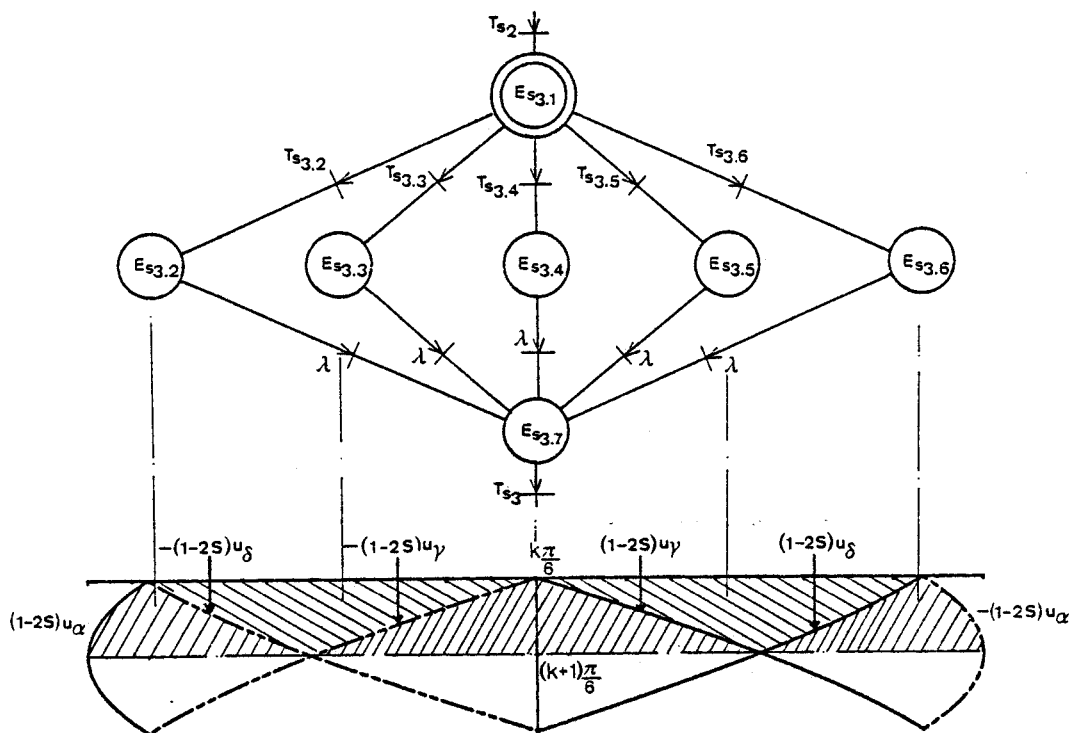 Ts2
Es3.1
Ts3.2
Ts3.3
Ts3.4
Ts3.5
Ts3.6
Es3.2
Es3.3
Es3.4
Es3.5
Es3.6
λ
λ
λ
λ
λ
Es3.7
Ts3
−(1-2S)uδ
−(1-2S)uγ
kπ/6
(1-2S)uγ
(1-2S)uδ
(1-2S)uα
−(1-2S)uα
(k+1)π/6